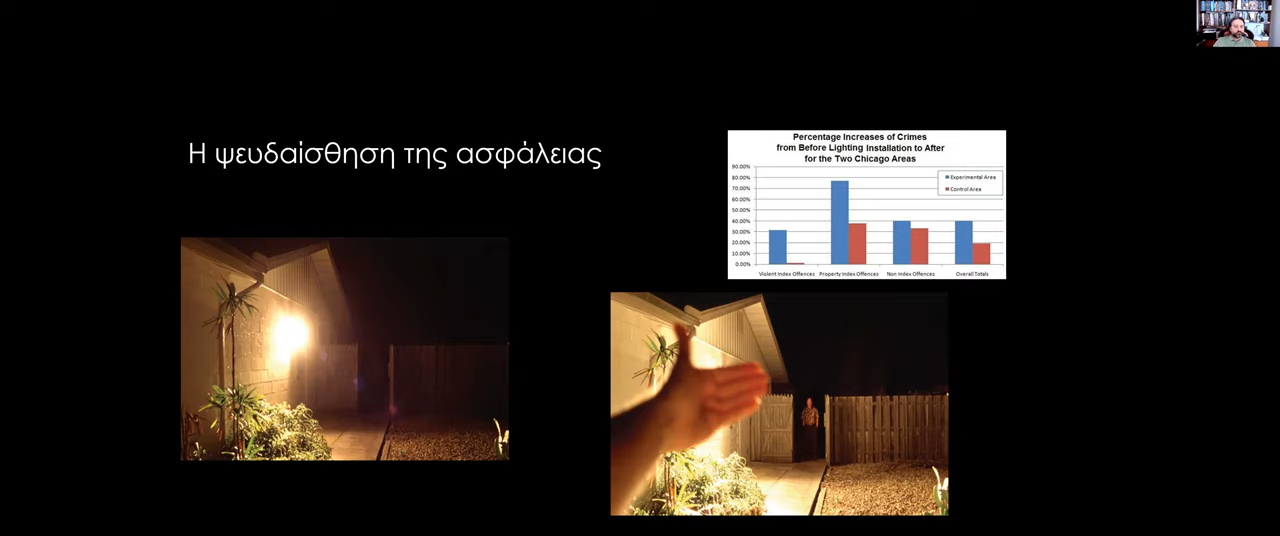 Η ψευδαίσθηση της ασφάλειας
Percentage Increases of Crimes
from Before Lighting Installation to After
for the Two Chicago Areas
90.00%
80.00%
70.00%
60.00%
50.00%
40.00%
30.00%
20.00%
10.00%
0.00%
Experimental Area
Control Area
Violent Index Offences Property Index Offences Non Index Offences Overall Totals